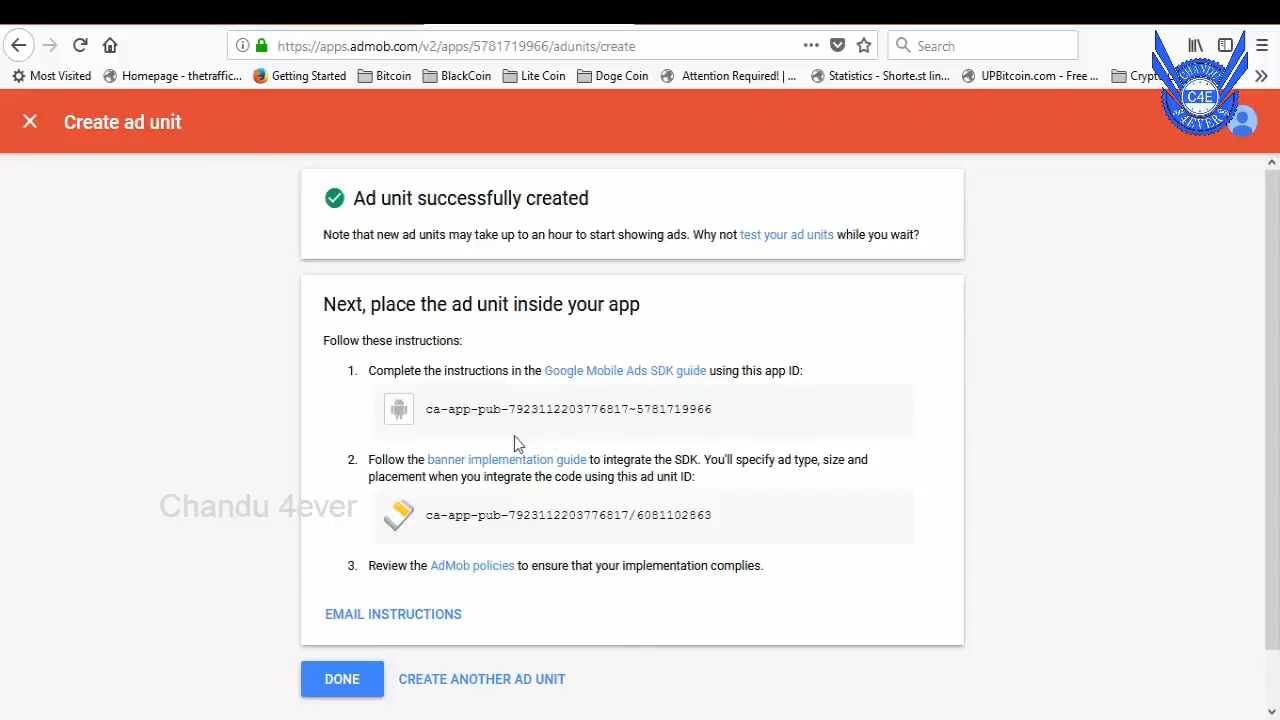 https://apps.admob.com/v2/apps/5781719966/adunits/create
Search
Most Visited
Homepage - thetraffic...
Getting Started
Bitcoin
BlackCoin
Lite Coin
Doge Coin
Attention Required! | ...
Statistics - Shorte.st lin...
UPBitcoin.com - Free ...
CHANDU
C4E
4EVERS
Create ad unit
Ad unit successfully created
Note that new ad units may take up to an hour to start showing ads. Why not test your ad units while you wait?
Next, place the ad unit inside your app
Follow these instructions:
1. Complete the instructions in the Google Mobile Ads SDK guide using this app ID:
ca-app-pub-7923112203776817~5781719966
2. Follow the banner implementation guide to integrate the SDK. You'll specify ad type, size and
placement when you integrate the code using this ad unit ID:
Chandu 4ever
ca-app-pub-7923112203776817/6081102863
3. Review the AdMob policies to ensure that your implementation complies.
EMAIL INSTRUCTIONS
DONE
CREATE ANOTHER AD UNIT